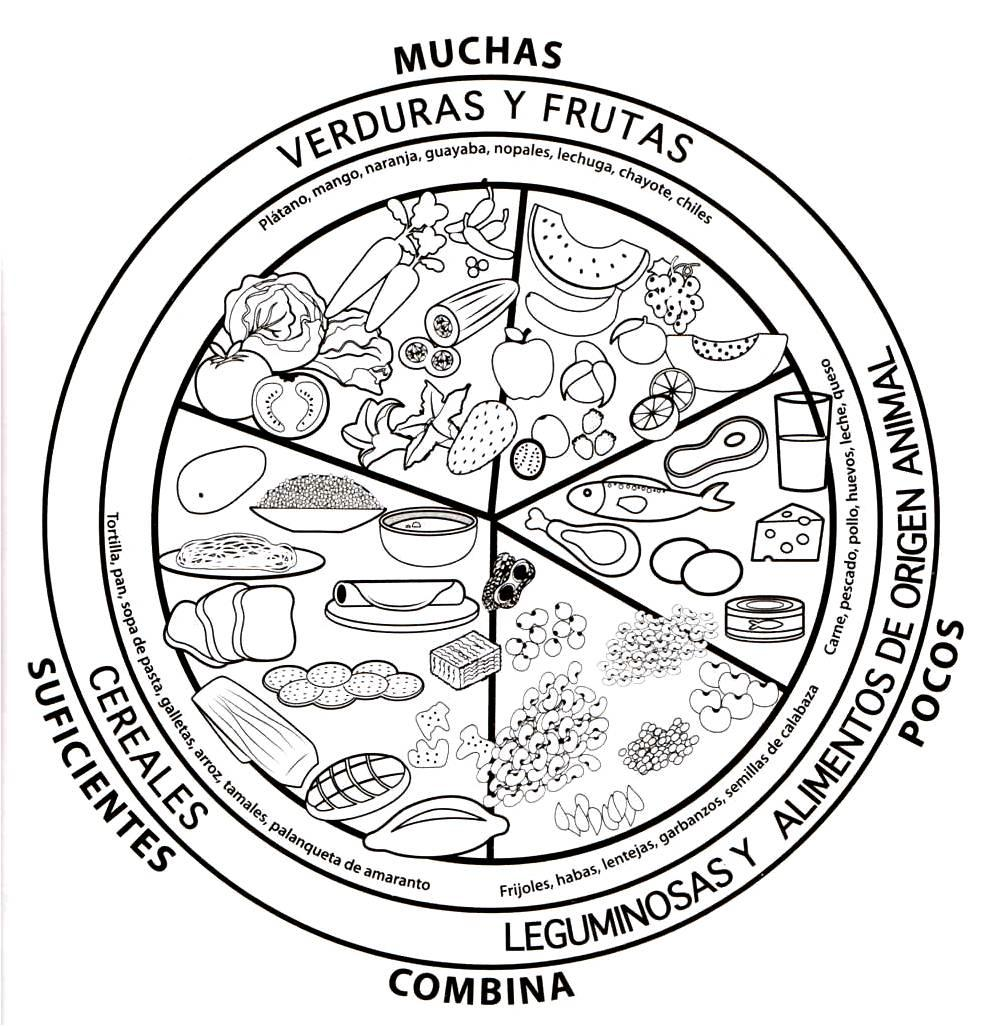 MUCHAS
VERDURAS Y FRUTAS
Plátano, mango, naranja, guayaba, nopales, lechuga, chayote, chiles
Carne, pescado, pollo, huevos, leche, queso
LEGUMINOSAS Y ALIMENTOS DE ORIGEN ANIMAL
POCOS
Frijoles, habas, lentejas, garbanzos, semillas de calabaza
COMBINA
Tortilla, pan, sopa de pasta, galletas, arroz, tamales, palanqueta de amaranto
CEREALES
SUFICIENTES